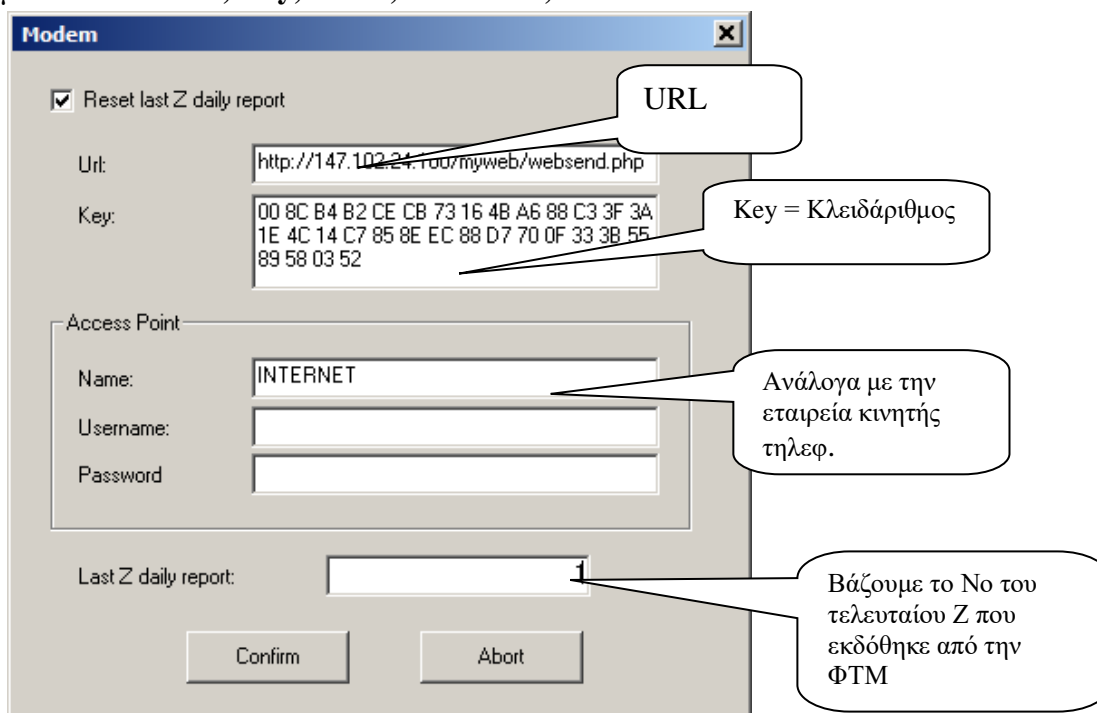 Modem
Reset last Z daily report
URL
Url:
http://147.102.24.100/myweb/websend.php
Key:
00 8C B4 B2 CE CB 73 16 4B A6 88 C3 3F 3A
1E 4C 14 C7 85 8E EC 88 D7 70 0F 33 3B 55
89 58 03 52
Key = Κλειδάριθμος
Access Point
Name:
INTERNET
Ανάλογα με την
εταιρεία κινητής
τηλεφ.
Username:
Password
Last Z daily report:
1
Βάζουμε το Νο του
τελευταίου Ζ που
εκδόθηκε από την
ΦΤΜ
Confirm
Abort